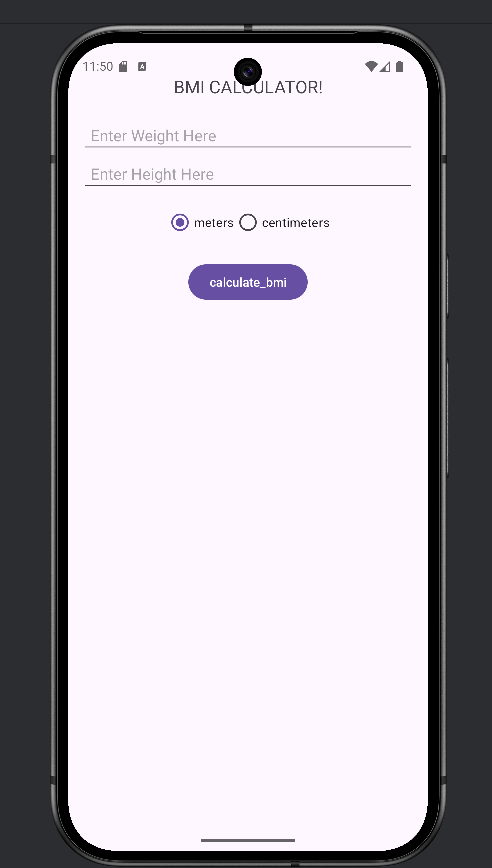 11:50 A
BMI CALCULATOR!
Enter Weight Here
Enter Height Here
meters centimeters
calculate_bmi